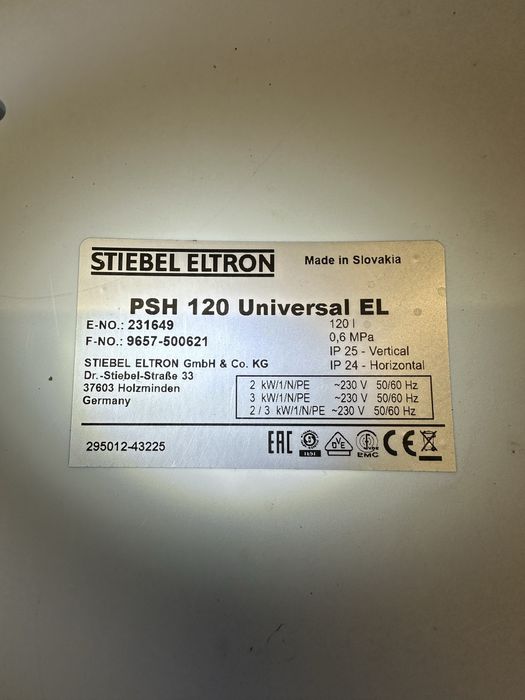 STIEBEL ELTRON
Made in Slovakia
PSH 120 Universal EL
E-NO.: 231649
F-NO.: 9657-500621
120 l
0,6 MPa
IP 25 - Vertical
IP 24 - Horizontal
STIEBEL ELTRON GmbH & Co. KG
Dr.-Stiebel-Straße 33
37603 Holzminden
Germany
2 kW/1/N/PE ~230 V 50/60 Hz
3 kW/1/N/PE ~230 V 50/60 Hz
2 / 3 kW/1/N/PE ~230 V 50/60 Hz
295012-43225
EAC
OVE
EMC
CE